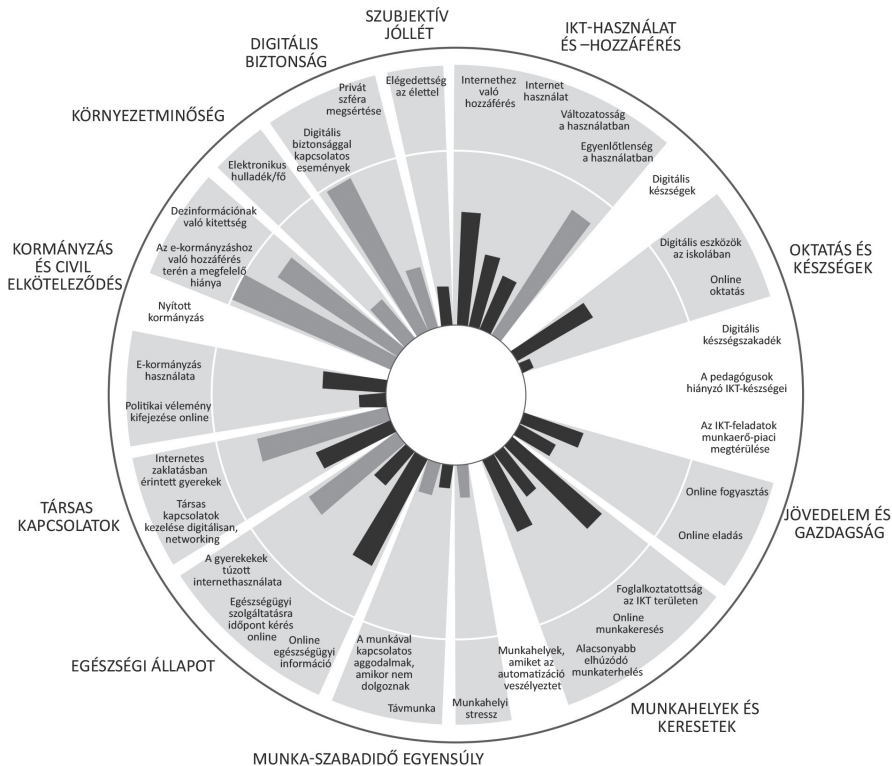 SZUBJEKTÍV
JÓLLÉT
Elégedettség
az élettel
IKT-HASZNÁLAT
ÉS –HOZZÁFÉRÉS
Internethez
való
hozzáférés
Internet
használat
Változatosság
a használatban
Egyenlőtlenség
a használatban
Digitális
készségek
OKTATÁS ÉS
KÉSZSÉGEK
Digitális eszközök
az iskolában
Online
oktatás
Digitális
készségszakadék
A pedagógusok
hiányzó IKT-készségei
Az IKT-feladatok
munkaerő-piaci
megtérülése
JÖVEDELEM ÉS
GAZDAGSÁG
Online fogyasztás
Online eladás
MUNKAHELYEK ÉS
KERESETEK
Foglalkoztatottság
az IKT területen
Online
munkakeresés
Alacsonyabb
elhúzódó
munkaterhelés
Munkahelyek,
amiket az
automatizáció
veszélyeztet
MUNKA-SZABADIDŐ EGYENSÚLY
Munkahelyi
stressz
Távmunka
A munkával
kapcsolatos
aggodalmak,
amikor nem
dolgoznak
EGÉSZSÉGI ÁLLAPOT
Online
egészségügyi
információ
Egészségügyi
szolgáltatásra
időpont kérés
online
A gyerekekek
túzott
internethasználata
TÁRSAS
KAPCSOLATOK
Társas
kapcsolatok
kezelése digitálisan,
networking
Internetes
zaklatásban
érintett gyerekek
KORMÁNYZÁS
ÉS CIVIL
ELKÖTELEZŐDÉS
Politikai vélemény
kifejezése online
E-kormányzás
használata
Nyított
kormányzás
Az e-kormányzáshoz
való hozzáférés
terén a megfelelő
hiánya
Dezinformációnak
való kitettség
KÖRNYEZETMINŐSÉG
Elektronikus
hulladék/fő
DIGITÁLIS
BIZTONSÁG
Digitális
biztonsággal
kapcsolatos
események
Privát
szféra
megsértése